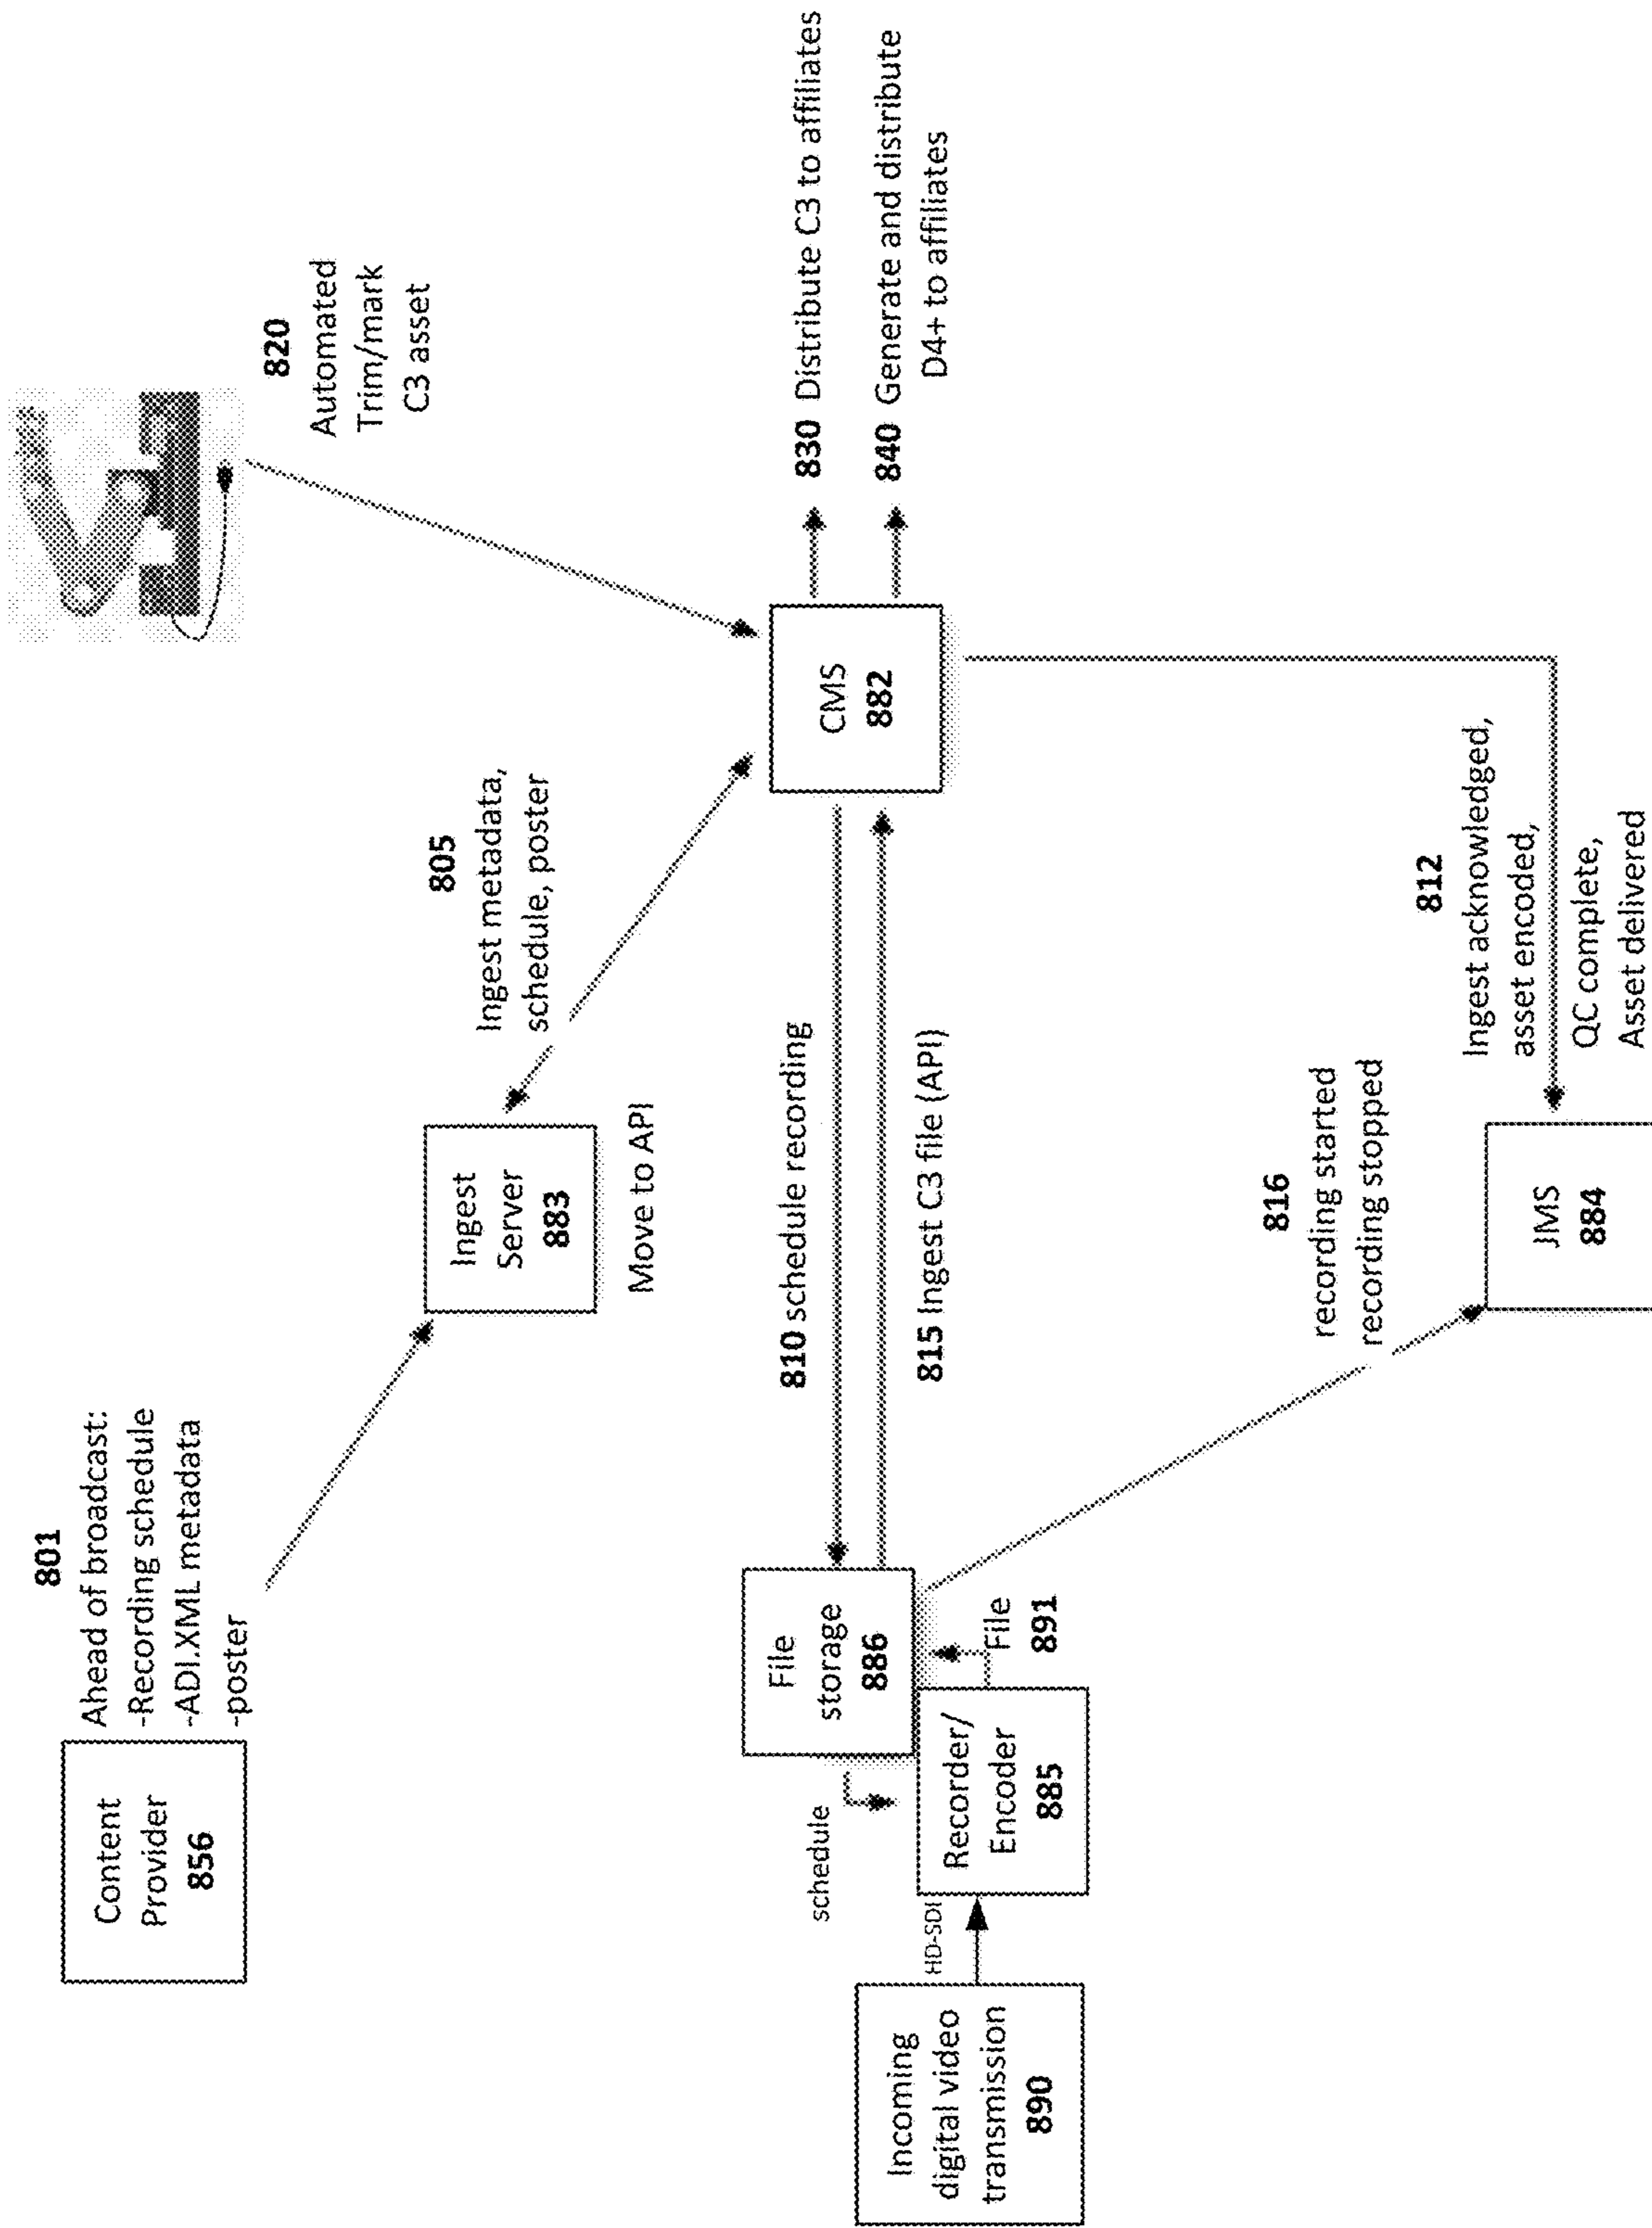 801
Ahead of broadcast:
-Recording schedule
-ADI.XML metadata
-poster
Content
Provider
856
820
Automated
Trim/mark
C3 asset
805
Ingest metadata,
schedule, poster
Ingest
Server
883
Move to API
810 schedule recording
815 Ingest C3 file (API)
CMS
882
830 Distribute C3 to affiliates
840 Generate and distribute
D4+ to affiliates
File
storage
886
schedule
File
891
Recorder/
Encoder
885
HD-SDI
Incoming
digital video
transmission
890
816
recording started
recording stopped
812
Ingest acknowledged,
asset encoded,
QC complete,
Asset delivered
JMS
884